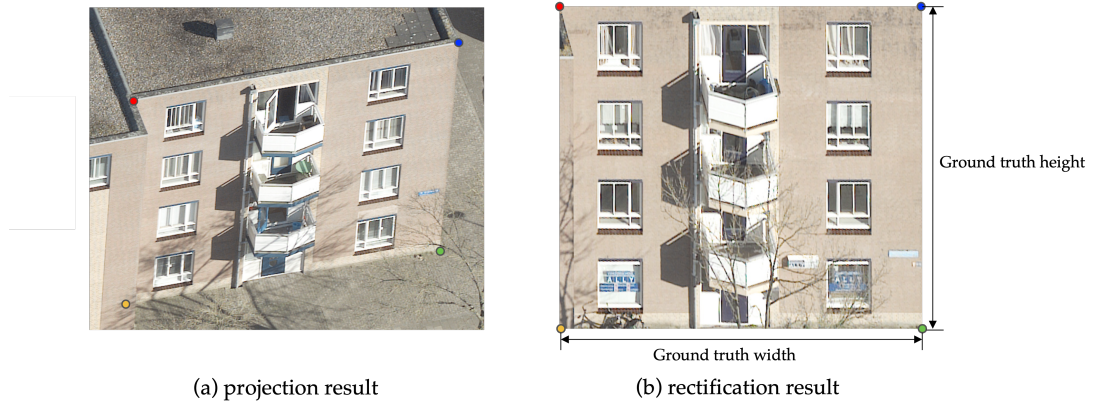 Ground truth height
Ground truth width
(a) projection result
(b) rectification result